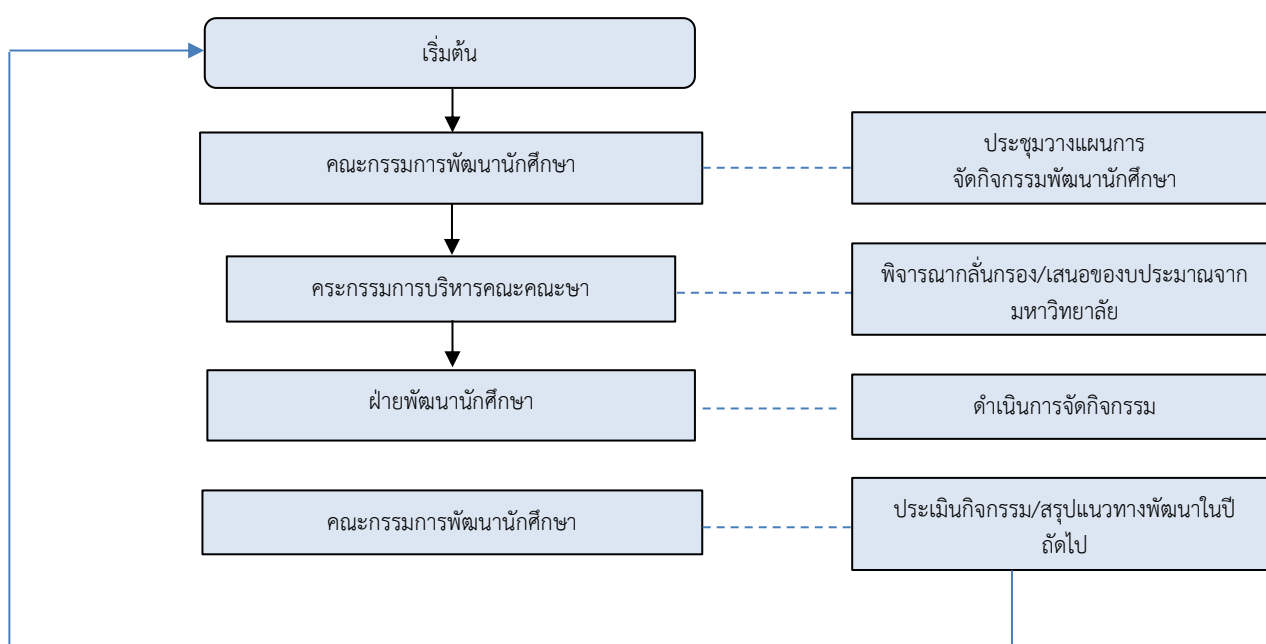 เริ่มต้น
คณะกรรมการพัฒนานักศึกษา
ประชุมวางแผนการ
จัดกิจกรรมพัฒนานักศึกษา
คระกรรมการบริหารคณะคณะษา
พิจารณากลั่นกรอง/เสนอของบประมาณจาก
มหาวิทยาลัย
ฝ่ายพัฒนานักศึกษา
ดำเนินการจัดกิจกรรม
คณะกรรมการพัฒนานักศึกษา
ประเมินกิจกรรม/สรุปแนวทางพัฒนาในปี
ถัดไป